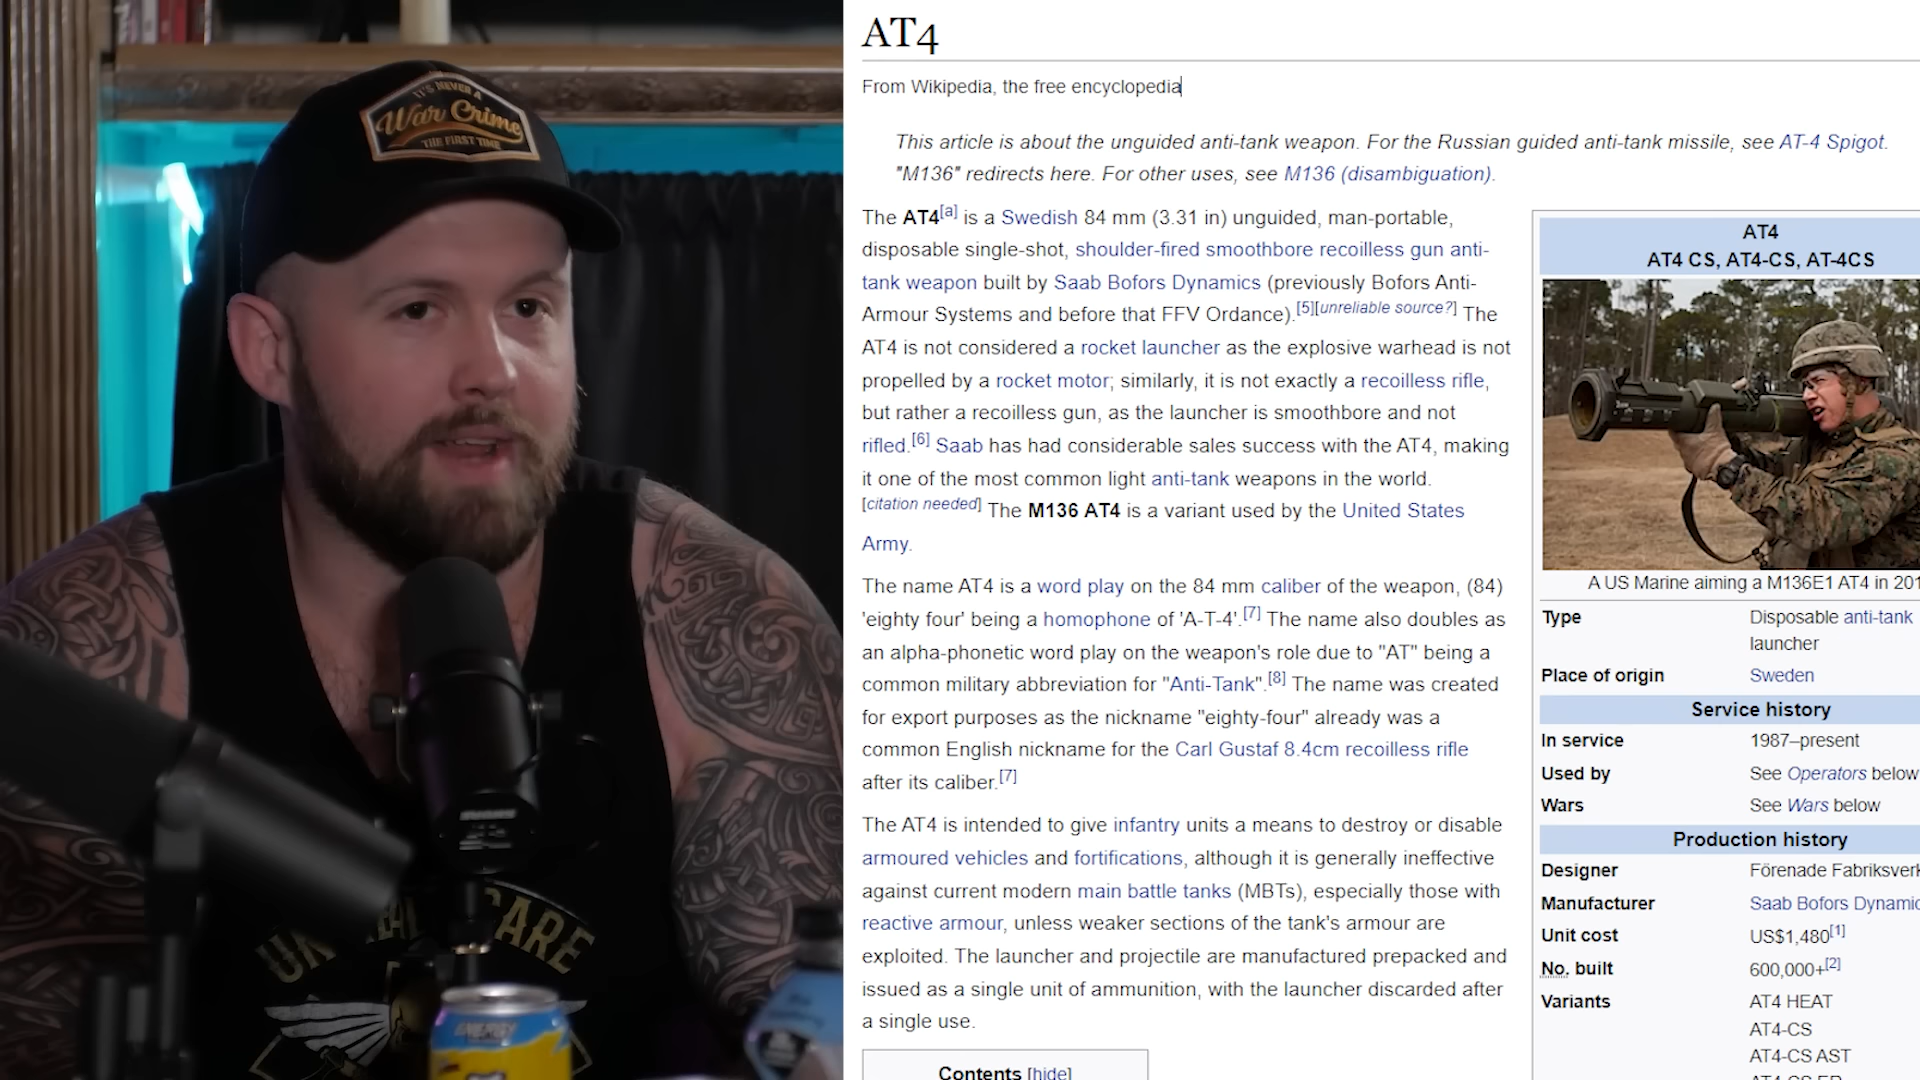 IT'S NEVER A
War Crime
THE FIRST TIME
ENERGY
AT4
From Wikipedia, the free encyclopedia
This article is about the unguided anti-tank weapon. For the Russian guided anti-tank missile, see AT-4 Spigot.
"M136" redirects here. For other uses, see M136 (disambiguation).
The AT4[a] is a Swedish 84 mm (3.31 in) unguided, man-portable,
disposable single-shot, shoulder-fired smoothbore recoilless gun anti-
tank weapon built by Saab Bofors Dynamics (previously Bofors Anti-
Armour Systems and before that FFV Ordance).[5][unreliable source?] The
AT4 is not considered a rocket launcher as the explosive warhead is not
propelled by a rocket motor; similarly, it is not exactly a recoilless rifle,
but rather a recoilless gun, as the launcher is smoothbore and not
rifled.[6] Saab has had considerable sales success with the AT4, making
it one of the most common light anti-tank weapons in the world.
[citation needed] The M136 AT4 is a variant used by the United States
Army.
The name AT4 is a word play on the 84 mm caliber of the weapon, (84)
'eighty four' being a homophone of 'A-T-4'.[7] The name also doubles as
an alpha-phonetic word play on the weapon's role due to "AT" being a
common military abbreviation for "Anti-Tank".[8] The name was created
for export purposes as the nickname "eighty-four" already was a
common English nickname for the Carl Gustaf 8.4cm recoilless rifle
after its caliber.[7]
The AT4 is intended to give infantry units a means to destroy or disable
armoured vehicles and fortifications, although it is generally ineffective
against current modern main battle tanks (MBTs), especially those with
reactive armour, unless weaker sections of the tank's armour are
exploited. The launcher and projectile are manufactured prepacked and
issued as a single unit of ammunition, with the launcher discarded after
a single use.
Contents [hide]
AT4
AT4 CS, AT4-CS, AT-4CS
A US Marine aiming a M136E1 AT4 in 201
Type Disposable anti-tank
launcher
Place of origin Sweden
Service history
In service 1987–present
Used by See Operators below
Wars See Wars below
Production history
Designer Förenade Fabriksverk
Manufacturer Saab Bofors Dynamic
Unit cost US$1,480[1]
No. built 600,000+[2]
Variants AT4 HEAT
AT4-CS
AT4-CS AST